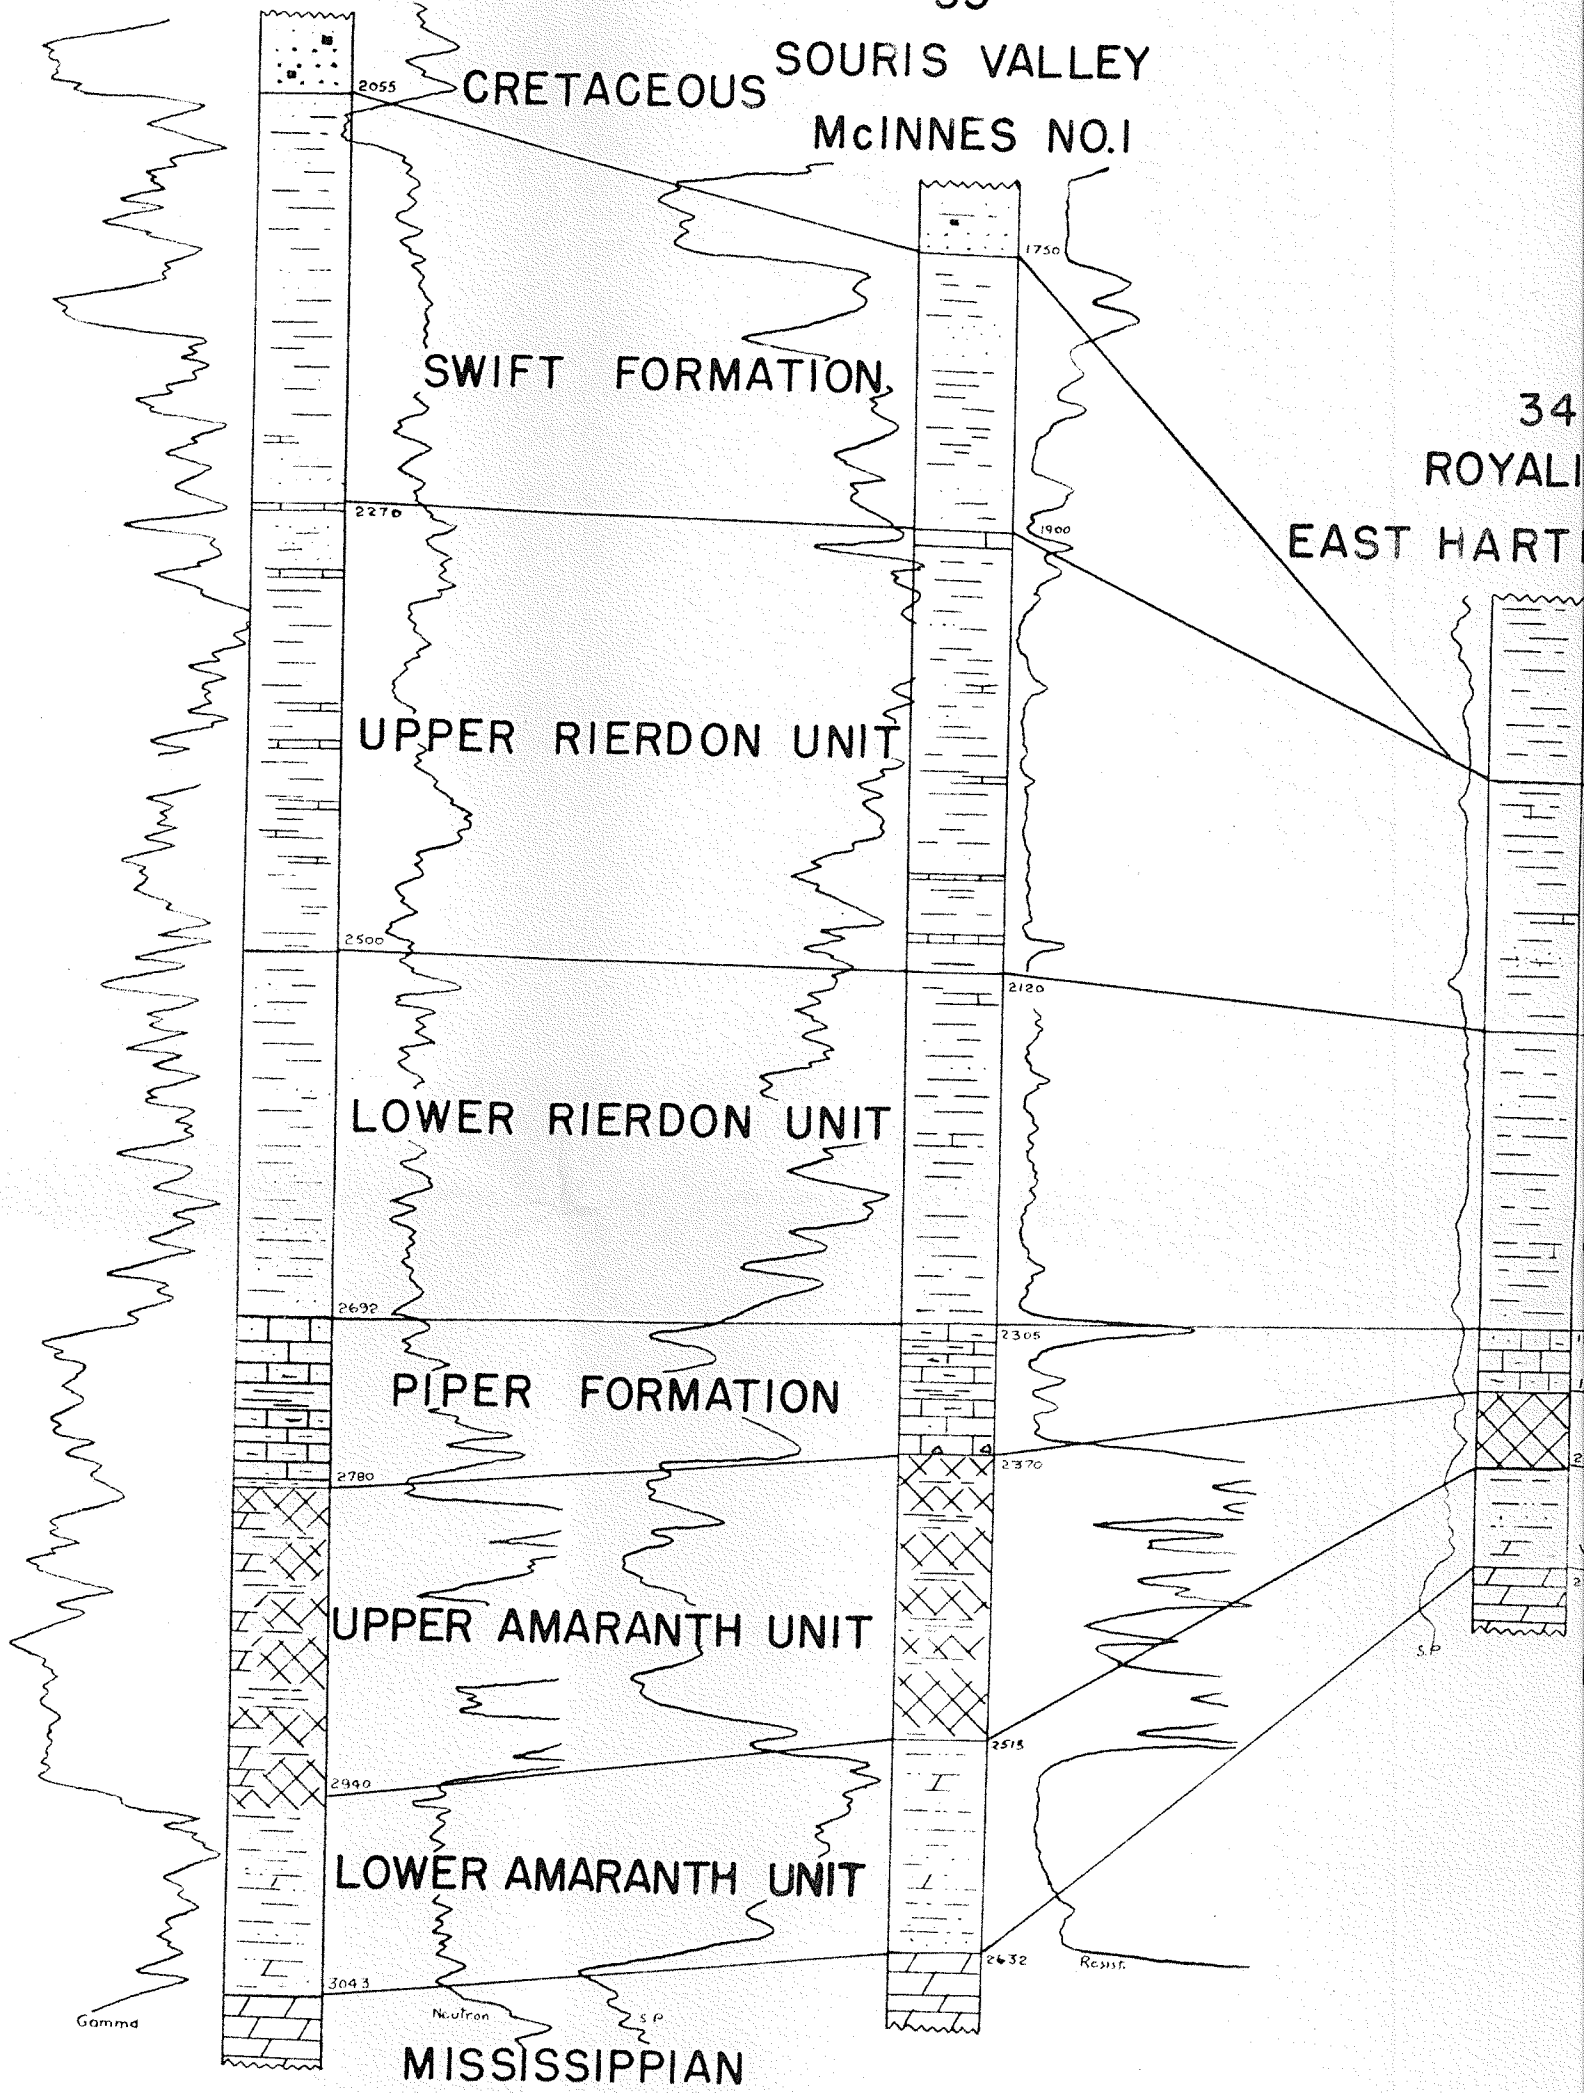 SOURIS VALLEY
McINNES NO.1
2055
CRETACEOUS
1750
SWIFT FORMATION
34
ROYALI
EAST HART
2270
1900
UPPER RIERDON UNIT
2500
2120
LOWER RIERDON UNIT
2692
2305
PIPER FORMATION
2780
2370
UPPER AMARANTH UNIT
S.P
2940
2513
LOWER AMARANTH UNIT
3043
2632
Resist.
Gamma
Neutron
S P
MISSISSIPPIAN